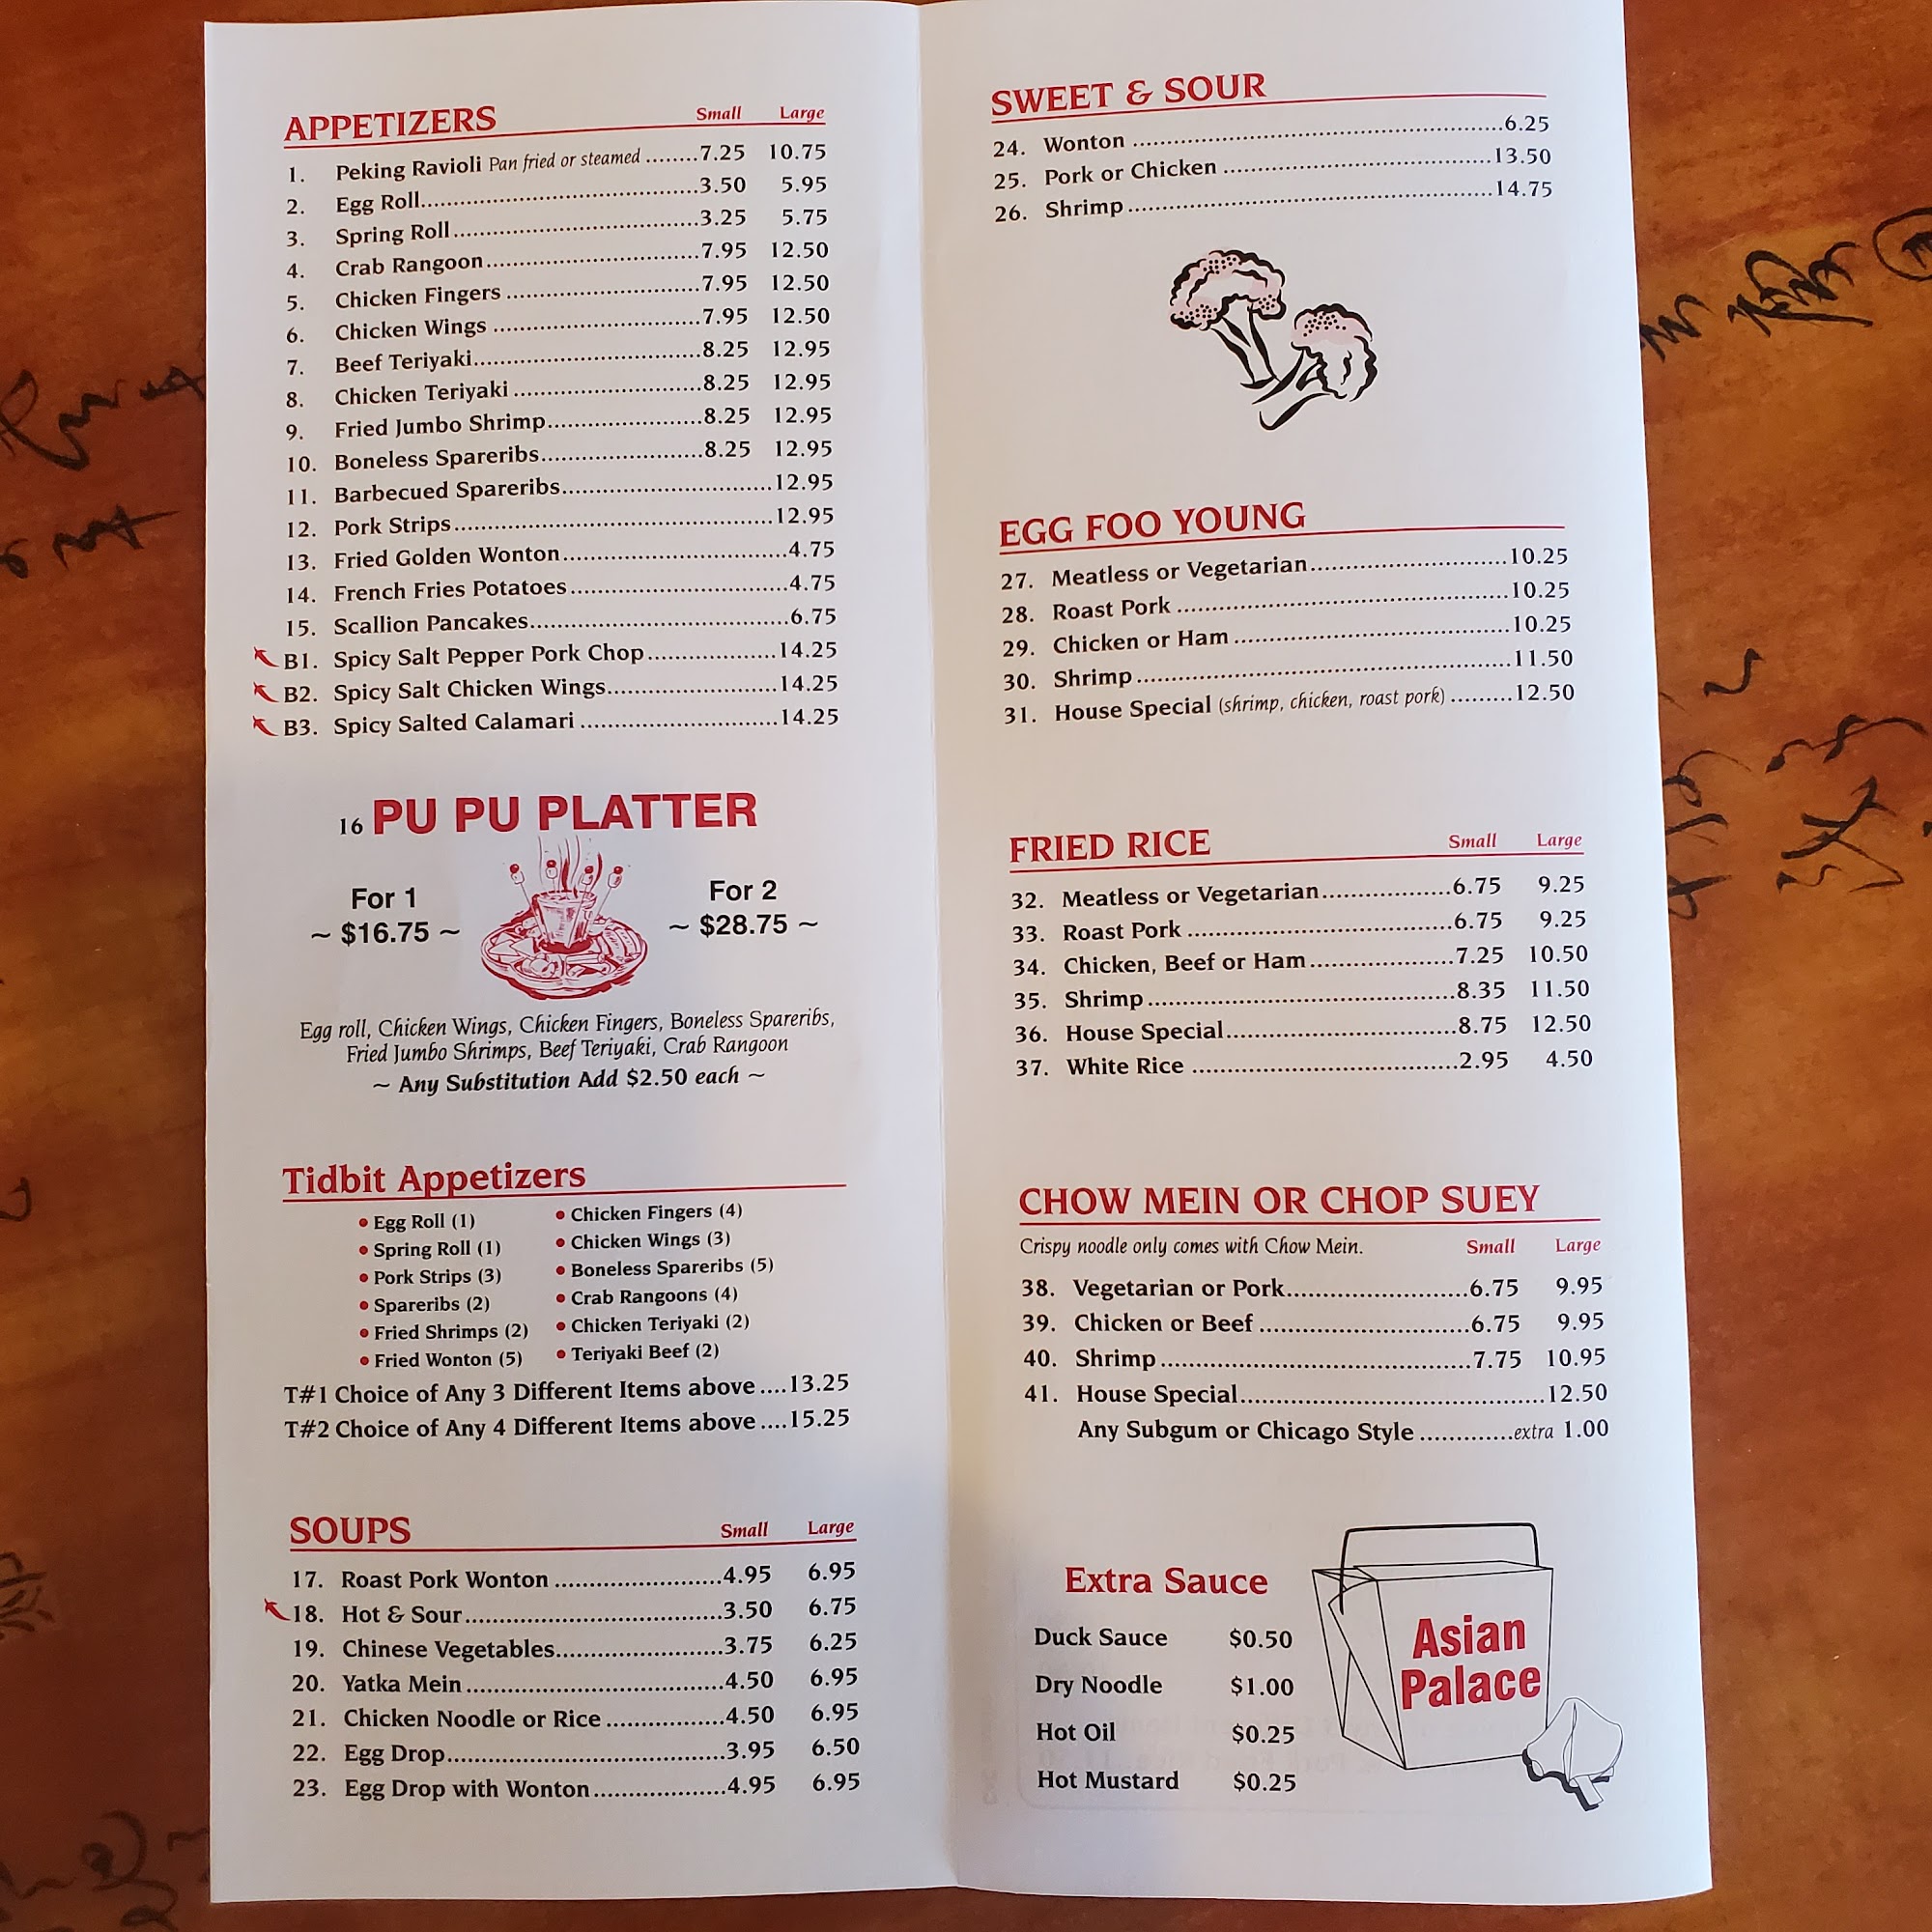 APPETIZERS Small Large
1. Peking Ravioli Pan fried or steamed ........7.25 10.75
2. Egg Roll...................................3.50 5.95
3. Spring Roll...............................3.25 5.75
4. Crab Rangoon...........................7.95 12.50
5. Chicken Fingers.........................7.95 12.50
6. Chicken Wings..........................7.95 12.50
7. Beef Teriyaki.............................8.25 12.95
8. Chicken Teriyaki........................8.25 12.95
9. Fried Jumbo Shrimp....................8.25 12.95
10. Boneless Spareribs.....................8.25 12.95
11. Barbecued Spareribs............................12.95
12. Pork Strips..........................................12.95
13. Fried Golden Wonton.............................4.75
14. French Fries Potatoes............................4.75
15. Scallion Pancakes..................................6.75
B1. Spicy Salt Pepper Pork Chop.................14.25
B2. Spicy Salt Chicken Wings......................14.25
B3. Spicy Salted Calamari..........................14.25
16 PU PU PLATTER
For 1 For 2
~ $16.75 ~ ~ $28.75 ~
Egg roll, Chicken Wings, Chicken Fingers, Boneless Spareribs,
Fried Jumbo Shrimps, Beef Teriyaki, Crab Rangoon
~ Any Substitution Add $2.50 each ~
Tidbit Appetizers
• Egg Roll (1) • Chicken Fingers (4)
• Spring Roll (1) • Chicken Wings (3)
• Pork Strips (3) • Boneless Spareribs (5)
• Spareribs (2) • Crab Rangoons (4)
• Fried Shrimps (2) • Chicken Teriyaki (2)
• Fried Wonton (5) • Teriyaki Beef (2)
T#1 Choice of Any 3 Different Items above ....13.25
T#2 Choice of Any 4 Different Items above ....15.25
SOUPS Small Large
17. Roast Pork Wonton ........................4.95 6.95
18. Hot & Sour....................................3.50 6.75
19. Chinese Vegetables........................3.75 6.25
20. Yatka Mein...................................4.50 6.95
21. Chicken Noodle or Rice .................4.50 6.95
22. Egg Drop......................................3.95 6.50
23. Egg Drop with Wonton...................4.95 6.95
SWEET & SOUR
24. Wonton ..................................................6.25
25. Pork or Chicken ....................................13.50
26. Shrimp.................................................14.75
EGG FOO YOUNG
27. Meatless or Vegetarian...........................10.25
28. Roast Pork ...........................................10.25
29. Chicken or Ham ...................................10.25
30. Shrimp.................................................11.50
31. House Special (shrimp, chicken, roast pork) .........12.50
FRIED RICE Small Large
32. Meatless or Vegetarian..................6.75 9.25
33. Roast Pork ...................................6.75 9.25
34. Chicken, Beef or Ham...................7.25 10.50
35. Shrimp.........................................8.35 11.50
36. House Special...............................8.75 12.50
37. White Rice ...................................2.95 4.50
CHOW MEIN OR CHOP SUEY
Crispy noodle only comes with Chow Mein. Small Large
38. Vegetarian or Pork.........................6.75 9.95
39. Chicken or Beef ............................6.75 9.95
40. Shrimp.........................................7.75 10.95
41. House Special.........................................12.50
Any Subgum or Chicago Style .............extra 1.00
Extra Sauce
Duck Sauce $0.50
Dry Noodle $1.00
Hot Oil $0.25
Hot Mustard $0.25
Asian
Palace